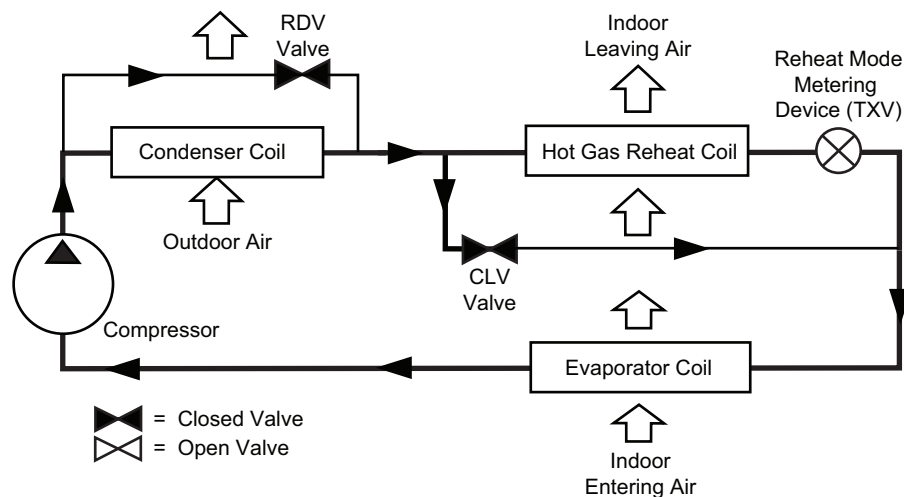 RDV
Valve
Indoor
Leaving Air
Reheat Mode
Metering
Device (TXV)
Condenser Coil
Hot Gas Reheat Coil
Outdoor Air
CLV
Valve
Compressor
Evaporator Coil
= Closed Valve
= Open Valve
Indoor
Entering Air